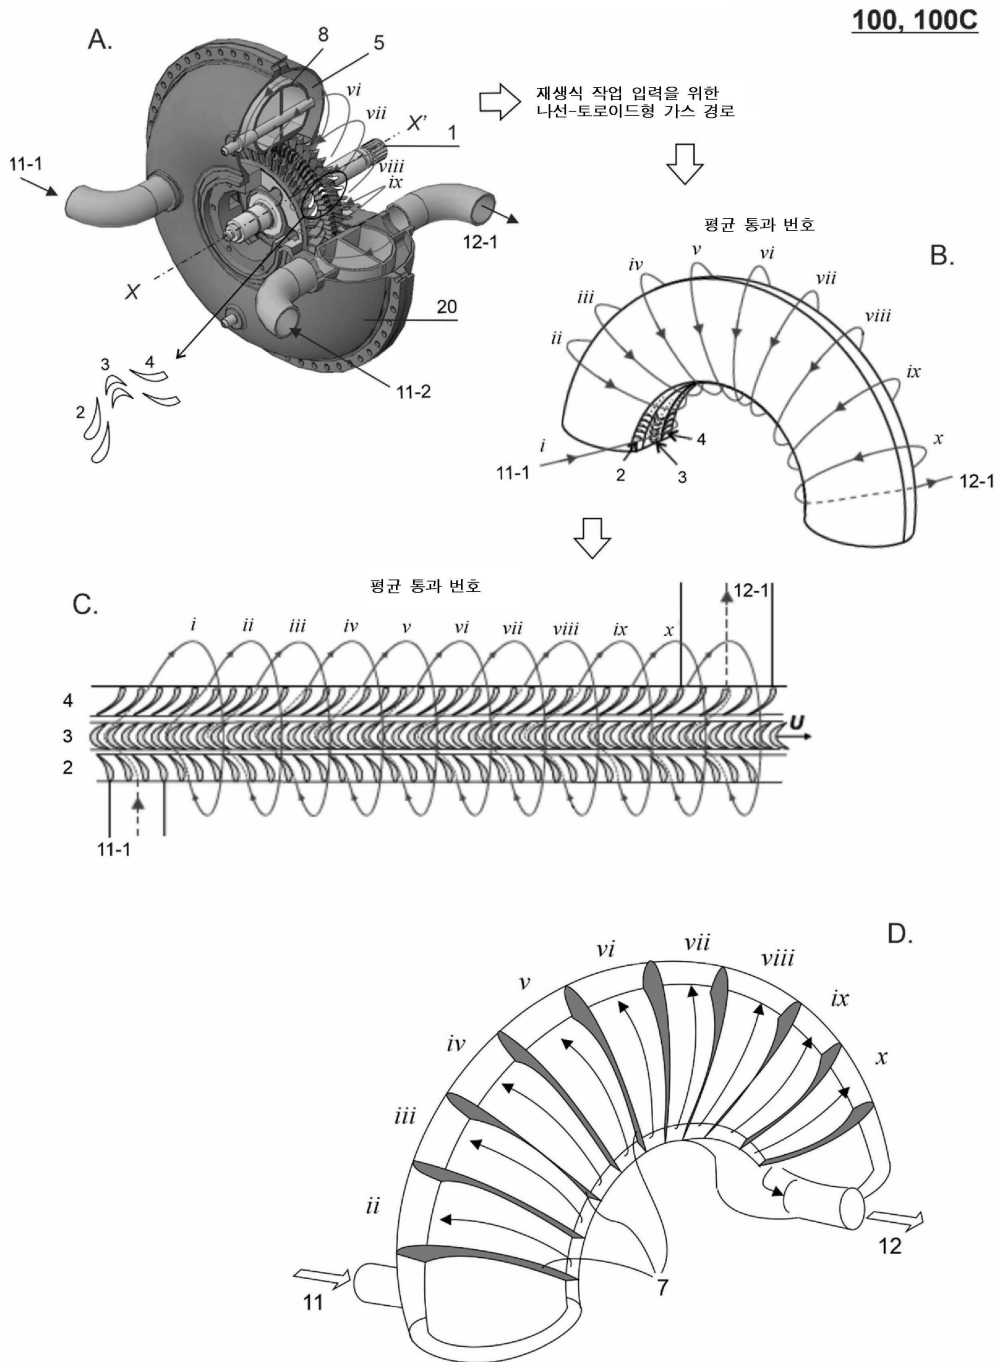 100, 100C
A.
8
5
vi
vii
X'
1
viii
ix
11-1
12-1
X
20
3
4
2
11-2
재생식 작업 입력을 위한
나선-토로이드형 가스 경로
평균 통과 번호
B.
v
vi
iv
vii
iii
viii
ii
ix
x
i
4
11-1
2
3
12-1
평균 통과 번호
C.
12-1
i ii iii iv v vi vii viii ix x
4
3
U
2
11-1
D.
vii
vi
viii
v
ix
iv
x
iii
ii
12
7
11